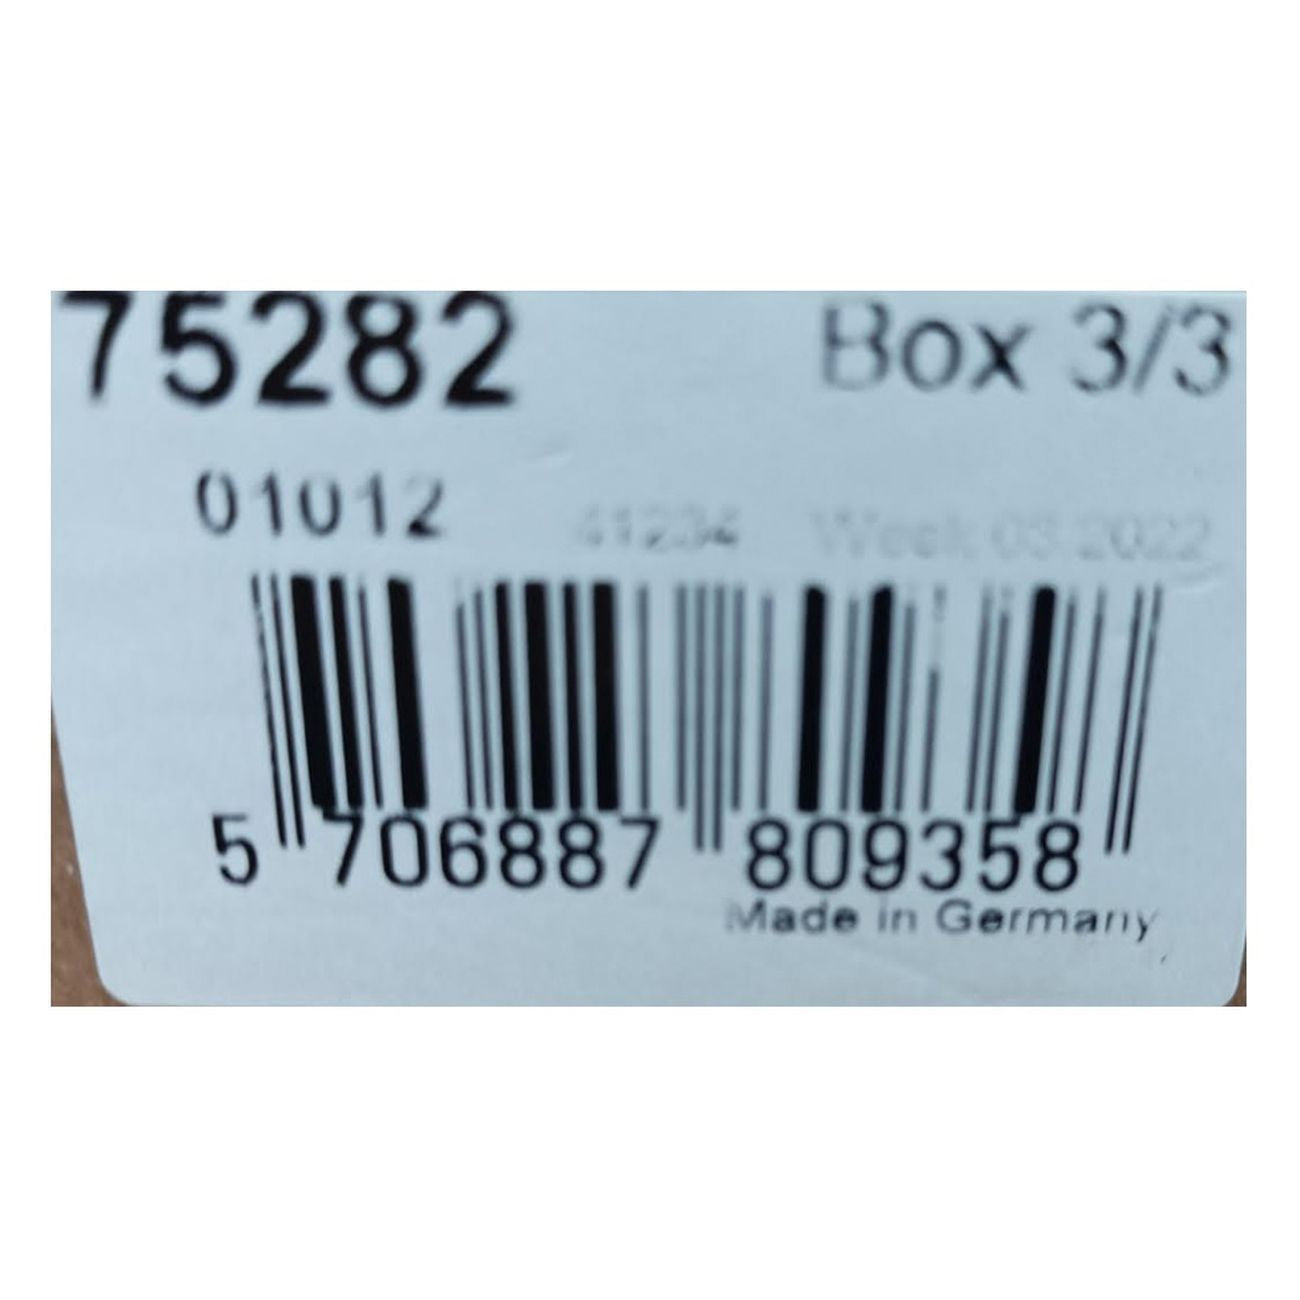 75282 Box 3/3
01012 41234 Week 03 2022
5 706887 809358
Made in Germany